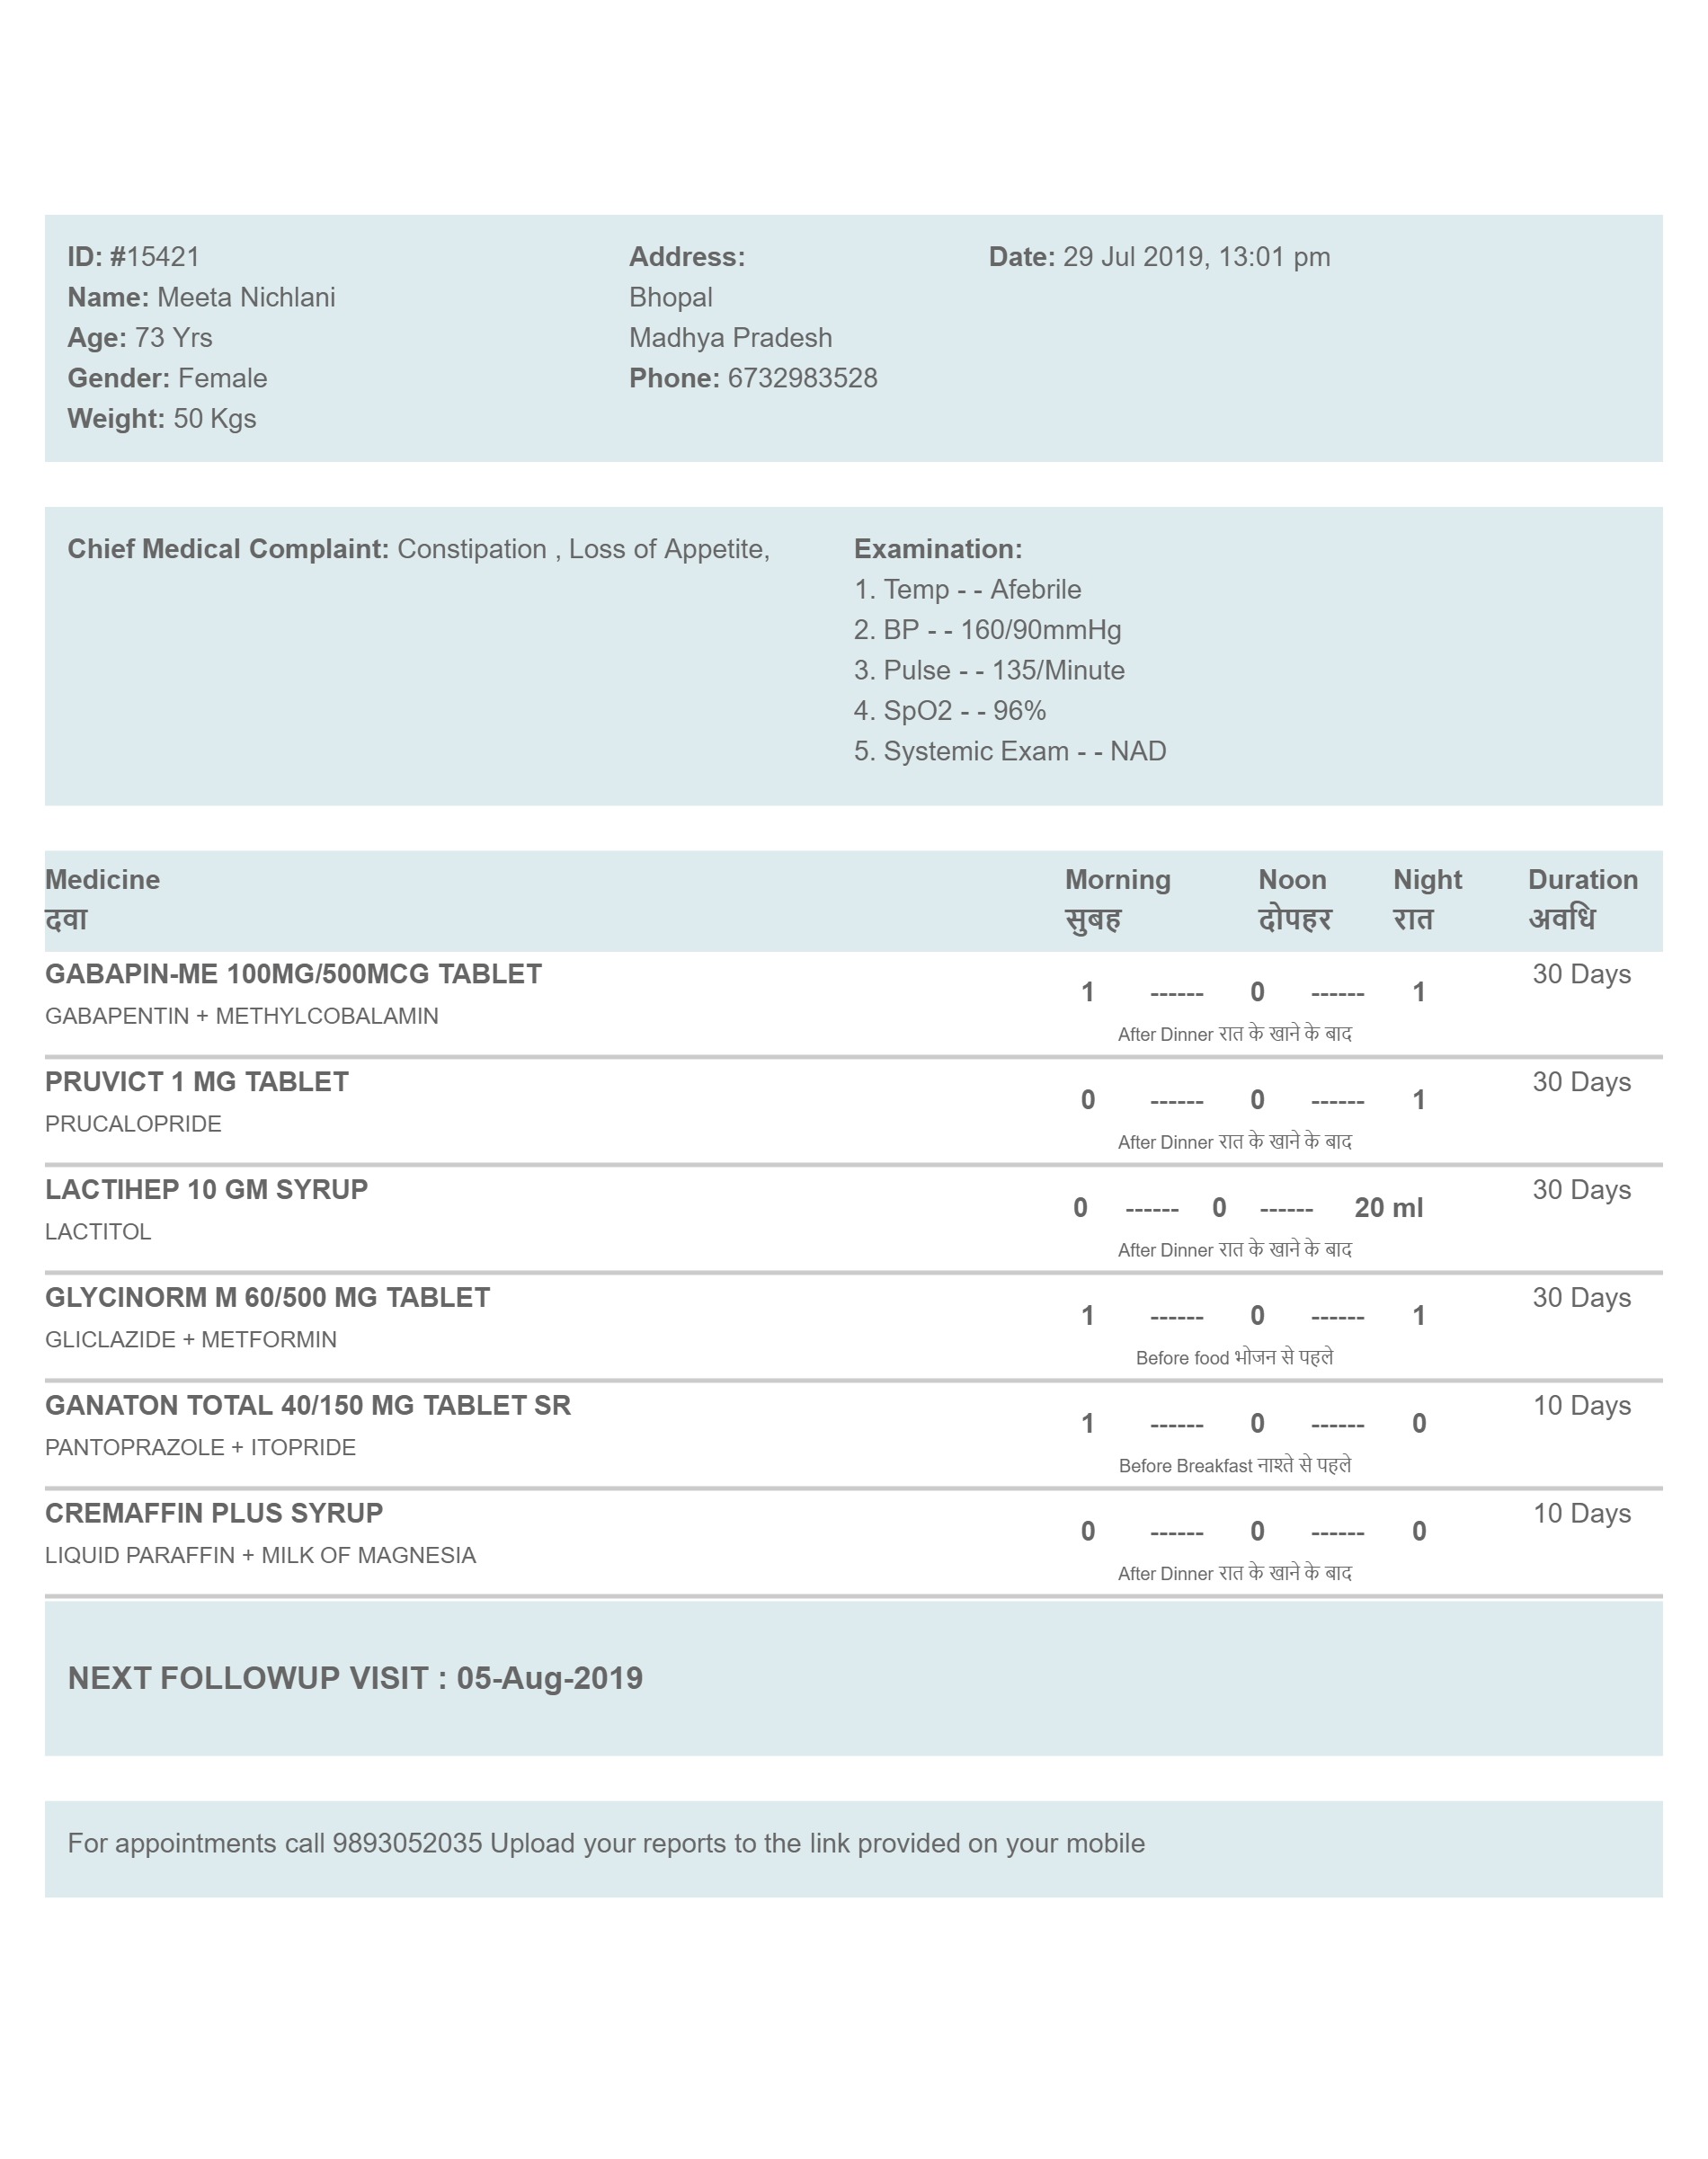 ID: #15421
Name: Meeta Nichlani
Age: 73 Yrs
Gender: Female
Weight: 50 Kgs
Address:
Bhopal
Madhya Pradesh
Phone: 6732983528
Date: 29 Jul 2019, 13:01 pm
Chief Medical Complaint: Constipation , Loss of Appetite,
Examination:
1. Temp - - Afebrile
2. BP - - 160/90mmHg
3. Pulse - - 135/Minute
4. SpO2 - - 96%
5. Systemic Exam - - NAD
Medicine Morning Noon Night Duration
दवा सुबह दोपहर रात अवधि
GABAPIN-ME 100MG/500MCG TABLET 30 Days
1 ------ 0 ------ 1
GABAPENTIN + METHYLCOBALAMIN
After Dinner रात के खाने के बाद
PRUVICT 1 MG TABLET 30 Days
0 ------ 0 ------ 1
PRUCALOPRIDE
After Dinner रात के खाने के बाद
LACTIHEP 10 GM SYRUP 30 Days
0 ------ 0 ------ 20 ml
LACTITOL
After Dinner रात के खाने के बाद
GLYCINORM M 60/500 MG TABLET 30 Days
1 ------ 0 ------ 1
GLICLAZIDE + METFORMIN
Before food भोजन से पहले
GANATON TOTAL 40/150 MG TABLET SR 10 Days
1 ------ 0 ------ 0
PANTOPRAZOLE + ITOPRIDE
Before Breakfast नाश्ते से पहले
CREMAFFIN PLUS SYRUP 10 Days
0 ------ 0 ------ 0
LIQUID PARAFFIN + MILK OF MAGNESIA
After Dinner रात के खाने के बाद
NEXT FOLLOWUP VISIT : 05-Aug-2019
For appointments call 9893052035 Upload your reports to the link provided on your mobile